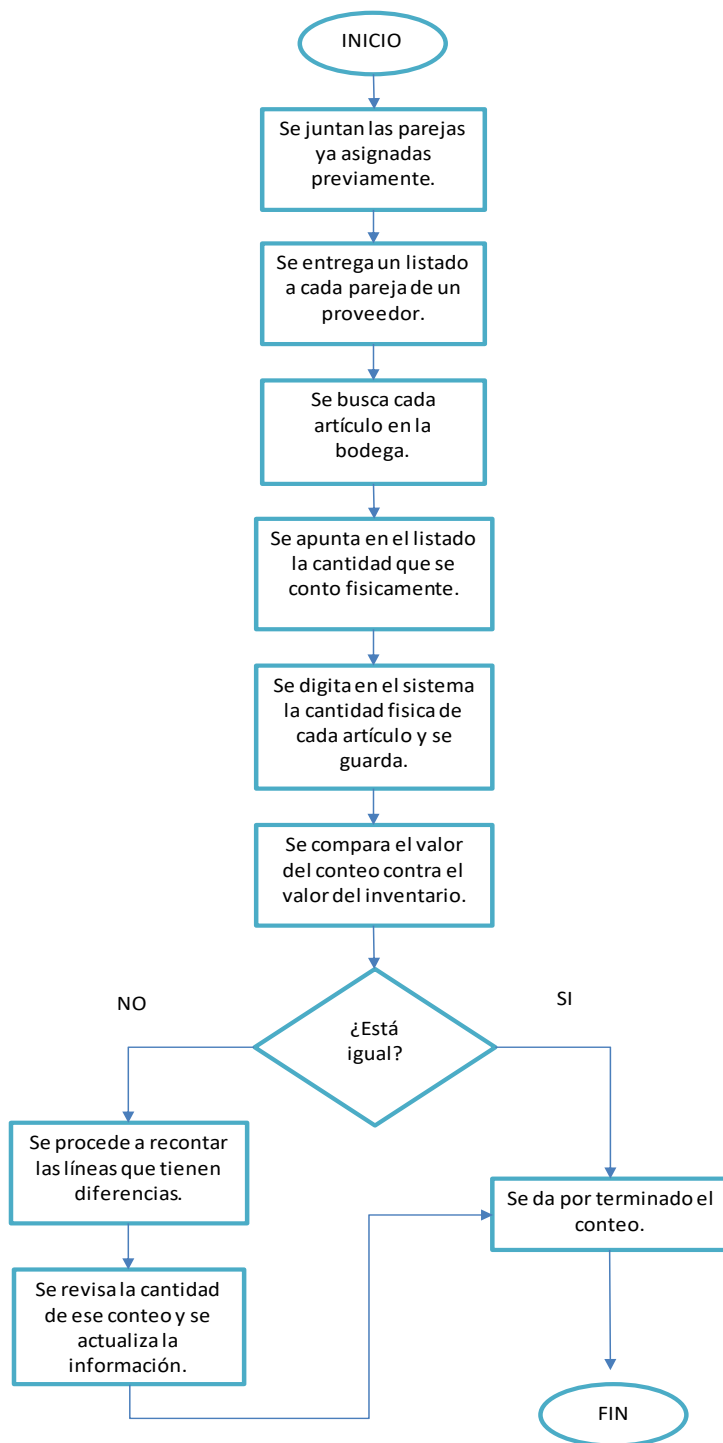 INICIO
Se juntan las parejas
ya asignadas
previamente.
Se entrega un listado
a cada pareja de un
proveedor.
Se busca cada
artículo en la
bodega.
Se apunta en el listado
la cantidad que se
conto fisicamente.
Se digita en el sistema
la cantidad fisica de
cada artículo y se
guarda.
Se compara el valor
del conteo contra el
valor del inventario.
NO
SI
¿Está
igual?
Se procede a recontar
las líneas que tienen
diferencias.
Se da por terminado el
conteo.
Se revisa la cantidad
de ese conteo y se
actualiza la
información.
FIN